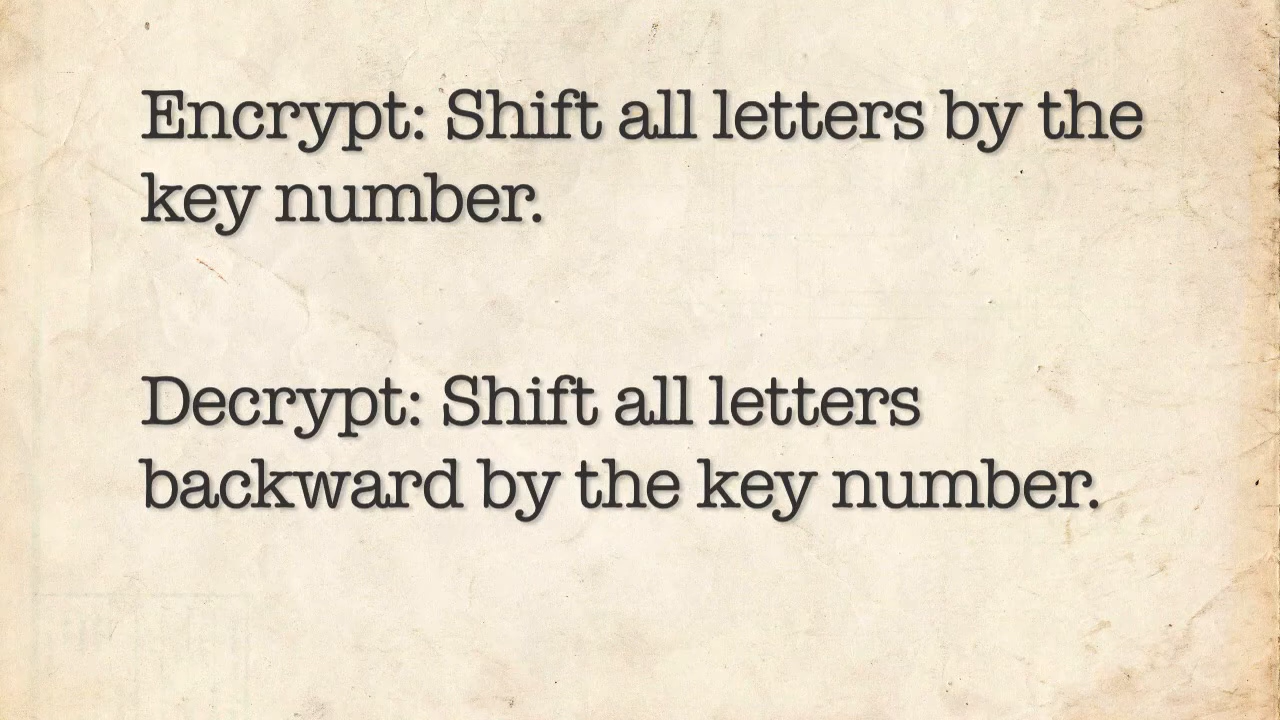 Encrypt: Shift all letters by the
key number.
Decrypt: Shift all letters
backward by the key number.